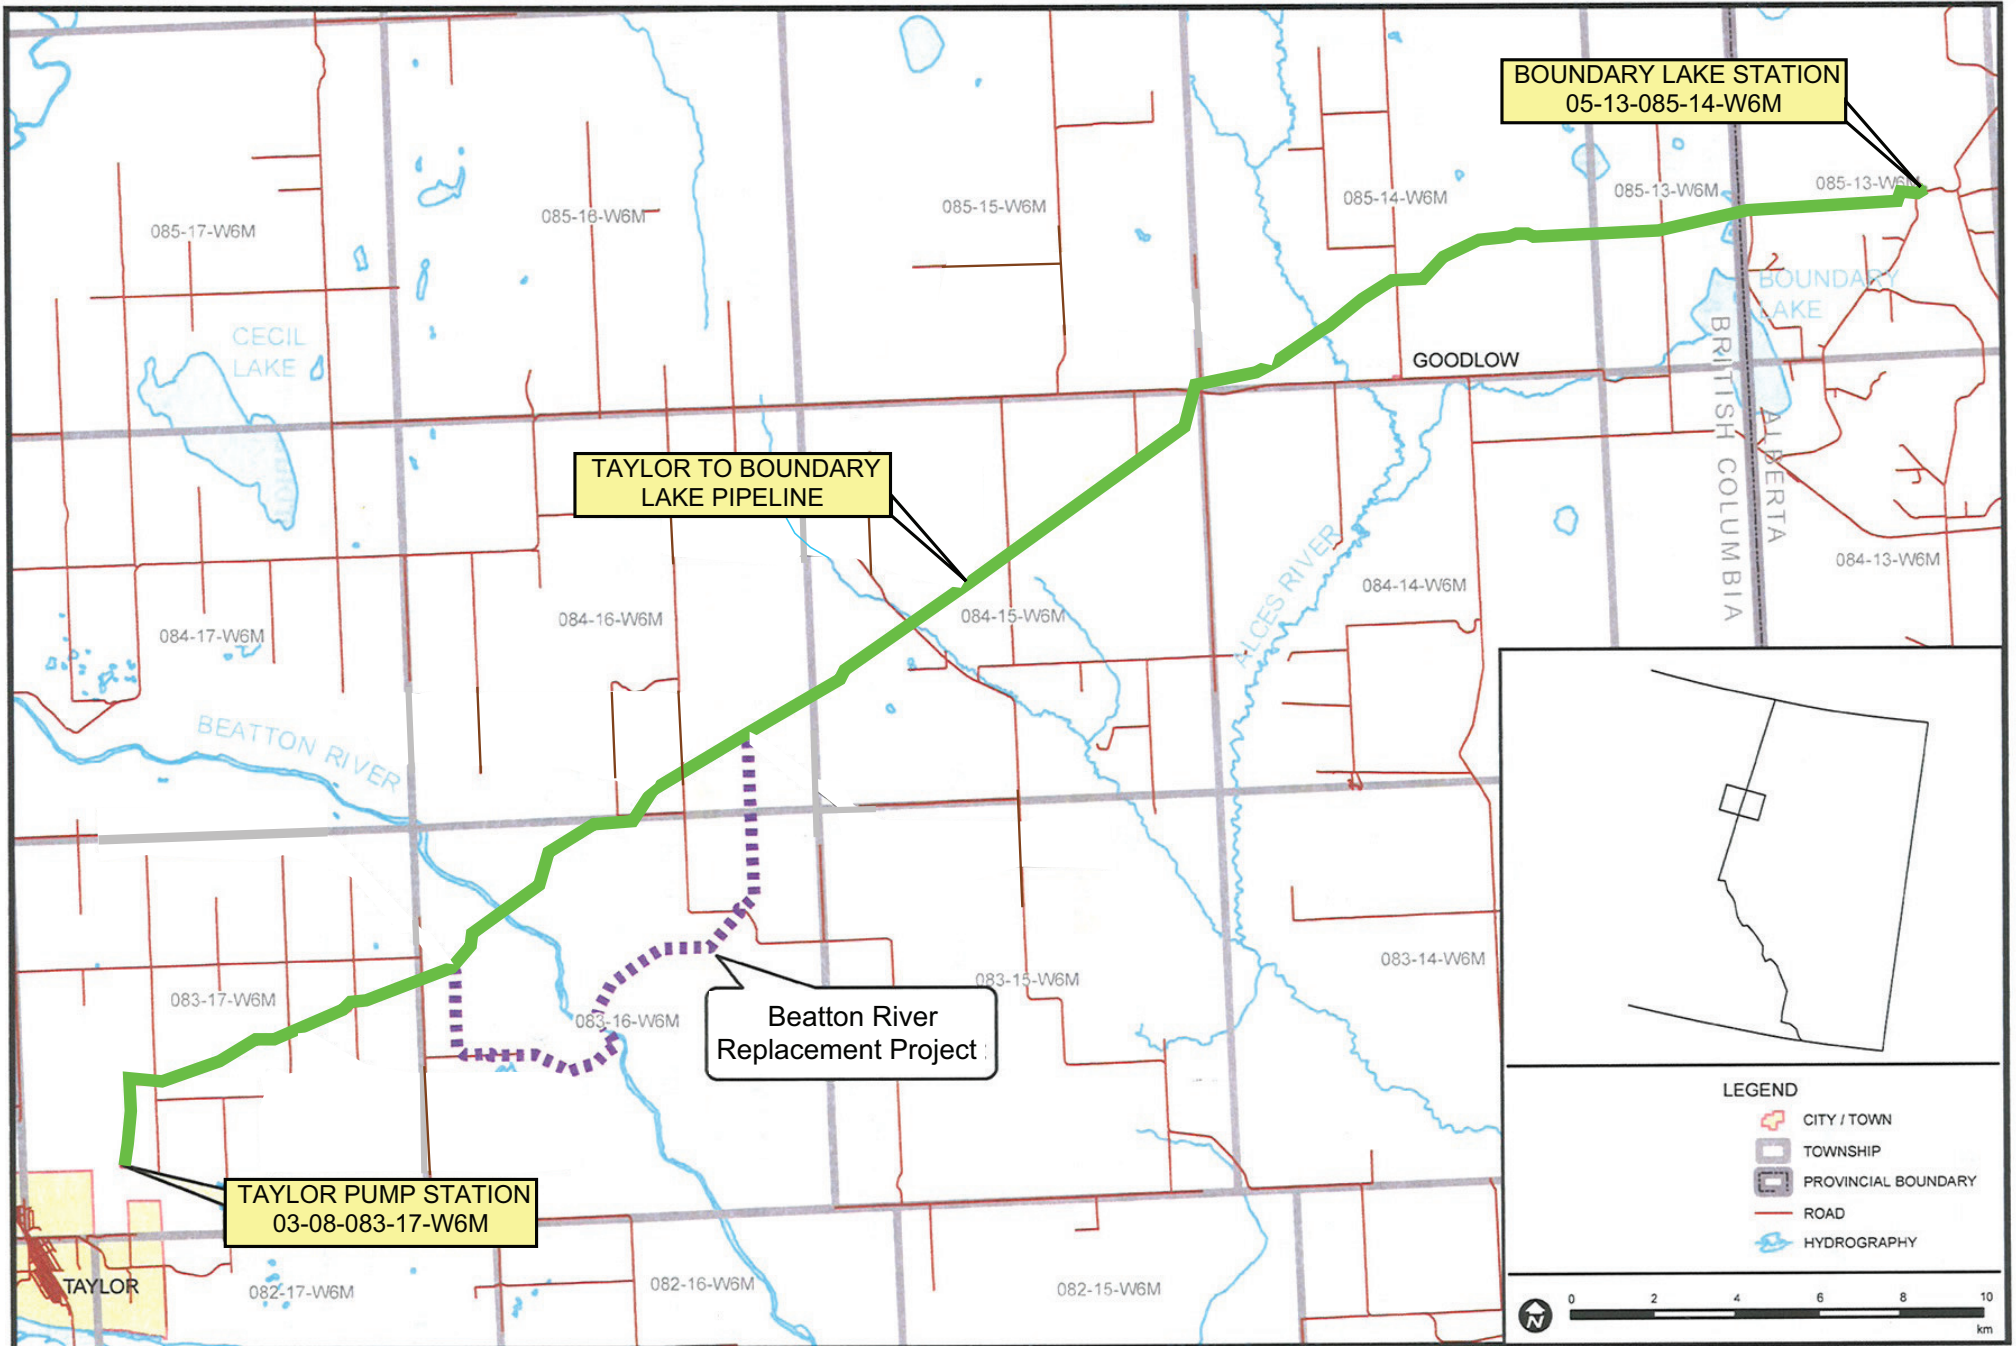 BOUNDARY LAKE STATION
05-13-085-14-W6M
085-17-W6M
085-16-W6M
085-15-W6M
085-14-W6M
085-13-W6M
085-13-W6M
CECIL
LAKE
BOUNDARY
LAKE
GOODLOW
BRITISH COLUMBIA
ALBERTA
TAYLOR TO BOUNDARY
LAKE PIPELINE
ALCES RIVER
084-17-W6M
084-16-W6M
084-15-W6M
084-14-W6M
084-13-W6M
BEATTON RIVER
083-17-W6M
083-16-W6M
083-15-W6M
083-14-W6M
Beatton River
Replacement Project
TAYLOR PUMP STATION
03-08-083-17-W6M
TAYLOR
082-17-W6M
082-16-W6M
082-15-W6M
LEGEND
CITY / TOWN
TOWNSHIP
PROVINCIAL BOUNDARY
ROAD
HYDROGRAPHY
N
0 2 4 6 8 10
km